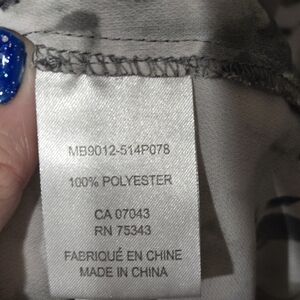 MB9012-514P078
100% POLYESTER
CA 07043
RN 75343
FABRIQUÉ EN CHINE
MADE IN CHINA